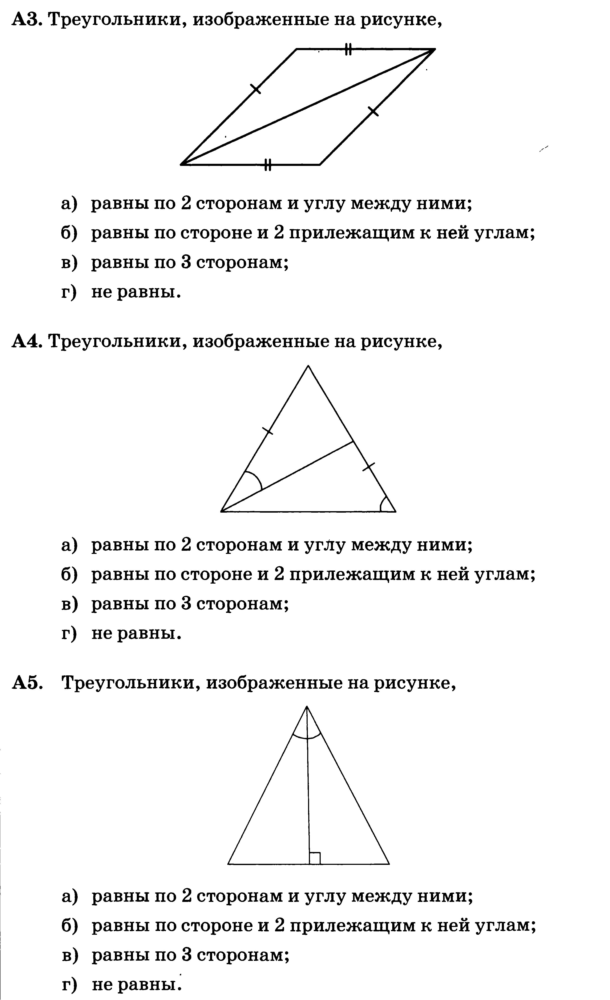 А3. Треугольники, изображенные на рисунке,
а) равны по 2 сторонам и углу между ними;
б) равны по стороне и 2 прилежащим к ней углам;
в) равны по 3 сторонам;
г) не равны.
А4. Треугольники, изображенные на рисунке,
а) равны по 2 сторонам и углу между ними;
б) равны по стороне и 2 прилежащим к ней углам;
в) равны по 3 сторонам;
г) не равны.
А5. Треугольники, изображенные на рисунке,
а) равны по 2 сторонам и углу между ними;
б) равны по стороне и 2 прилежащим к ней углам;
в) равны по 3 сторонам;
г) не равны.